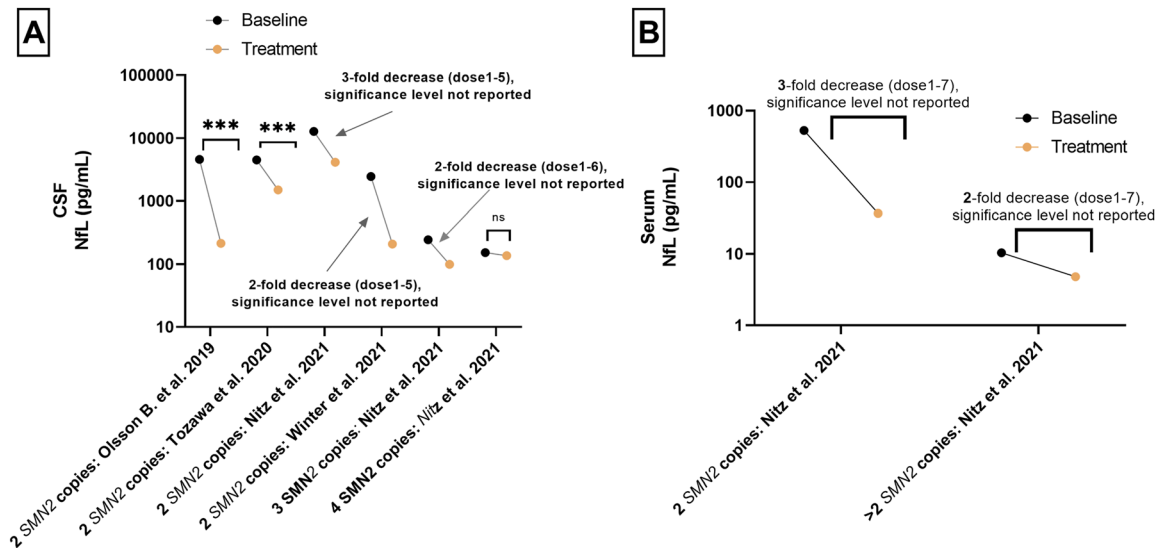 A
Baseline
Treatment
100000
10000
1000
100
10
CSF
NfL (pg/mL)
***
***
3-fold decrease (dose1-5),
significance level not reported
2-fold decrease (dose1-6),
significance level not reported
ns
2-fold decrease (dose1-5),
significance level not reported
2 SMN2 copies: Olsson B. et al. 2019
2 SMN2 copies: Tozawa et al. 2020
2 SMN2 copies: Nitz et al. 2021
2 SMN2 copies: Winter et al. 2021
3 SMN2 copies: Nitz et al. 2021
4 SMN2 copies: Nitz et al. 2021
B
3-fold decrease (dose1-7),
significance level not reported
Baseline
Treatment
1000
100
10
1
Serum
NfL (pg/mL)
2-fold decrease (dose1-7),
significance level not reported
2 SMN2 copies: Nitz et al. 2021
>2 SMN2 copies: Nitz et al. 2021